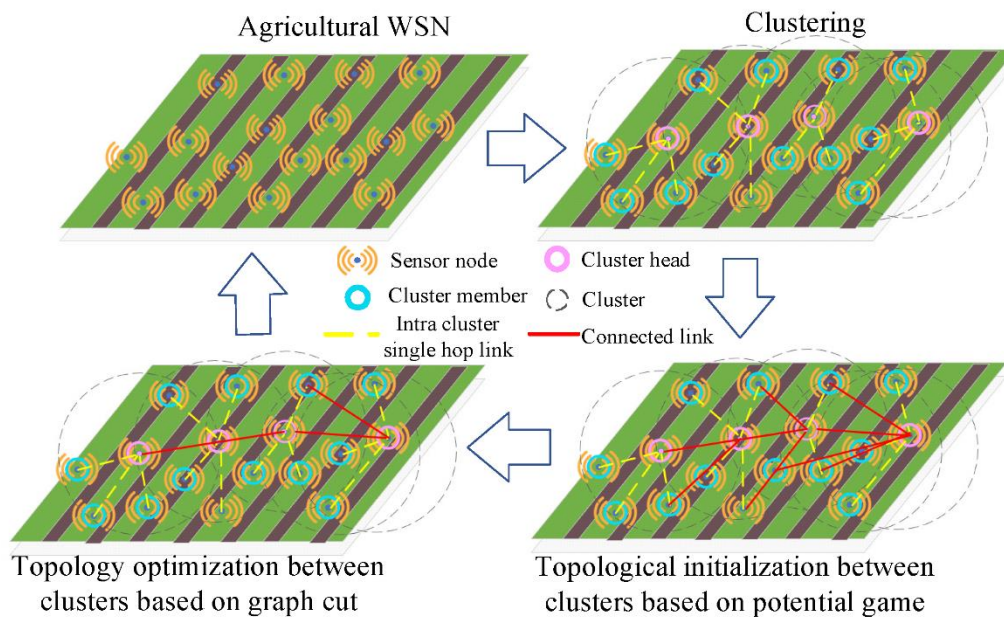 Agricultural WSN
Clustering
Sensor node
Cluster head
Cluster member
Cluster
Intra cluster
single hop link
Connected link
Topology optimization between
clusters based on graph cut
Topological initialization between
clusters based on potential game